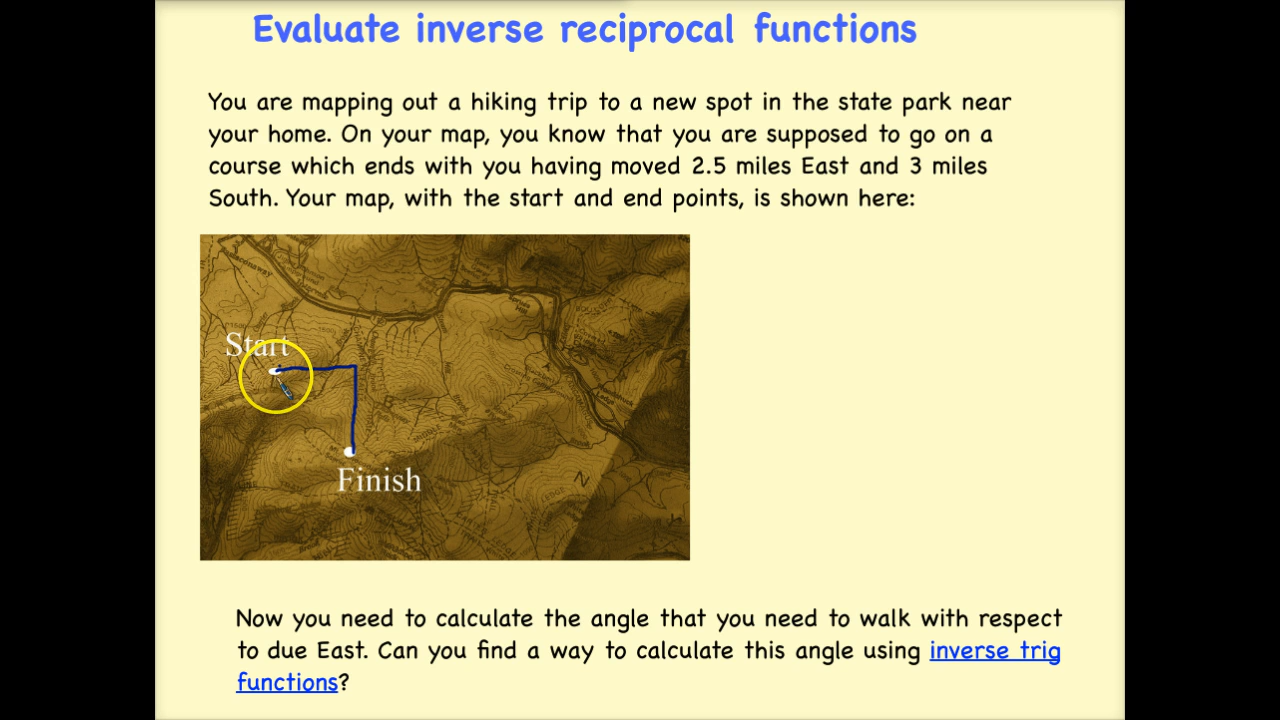 Evaluate inverse reciprocal functions
You are mapping out a hiking trip to a new spot in the state park near
your home. On your map, you know that you are supposed to go on a
course which ends with you having moved 2.5 miles East and 3 miles
South. Your map, with the start and end points, is shown here:
Start
Finish
N
Now you need to calculate the angle that you need to walk with respect
to due East. Can you find a way to calculate this angle using inverse trig
functions?